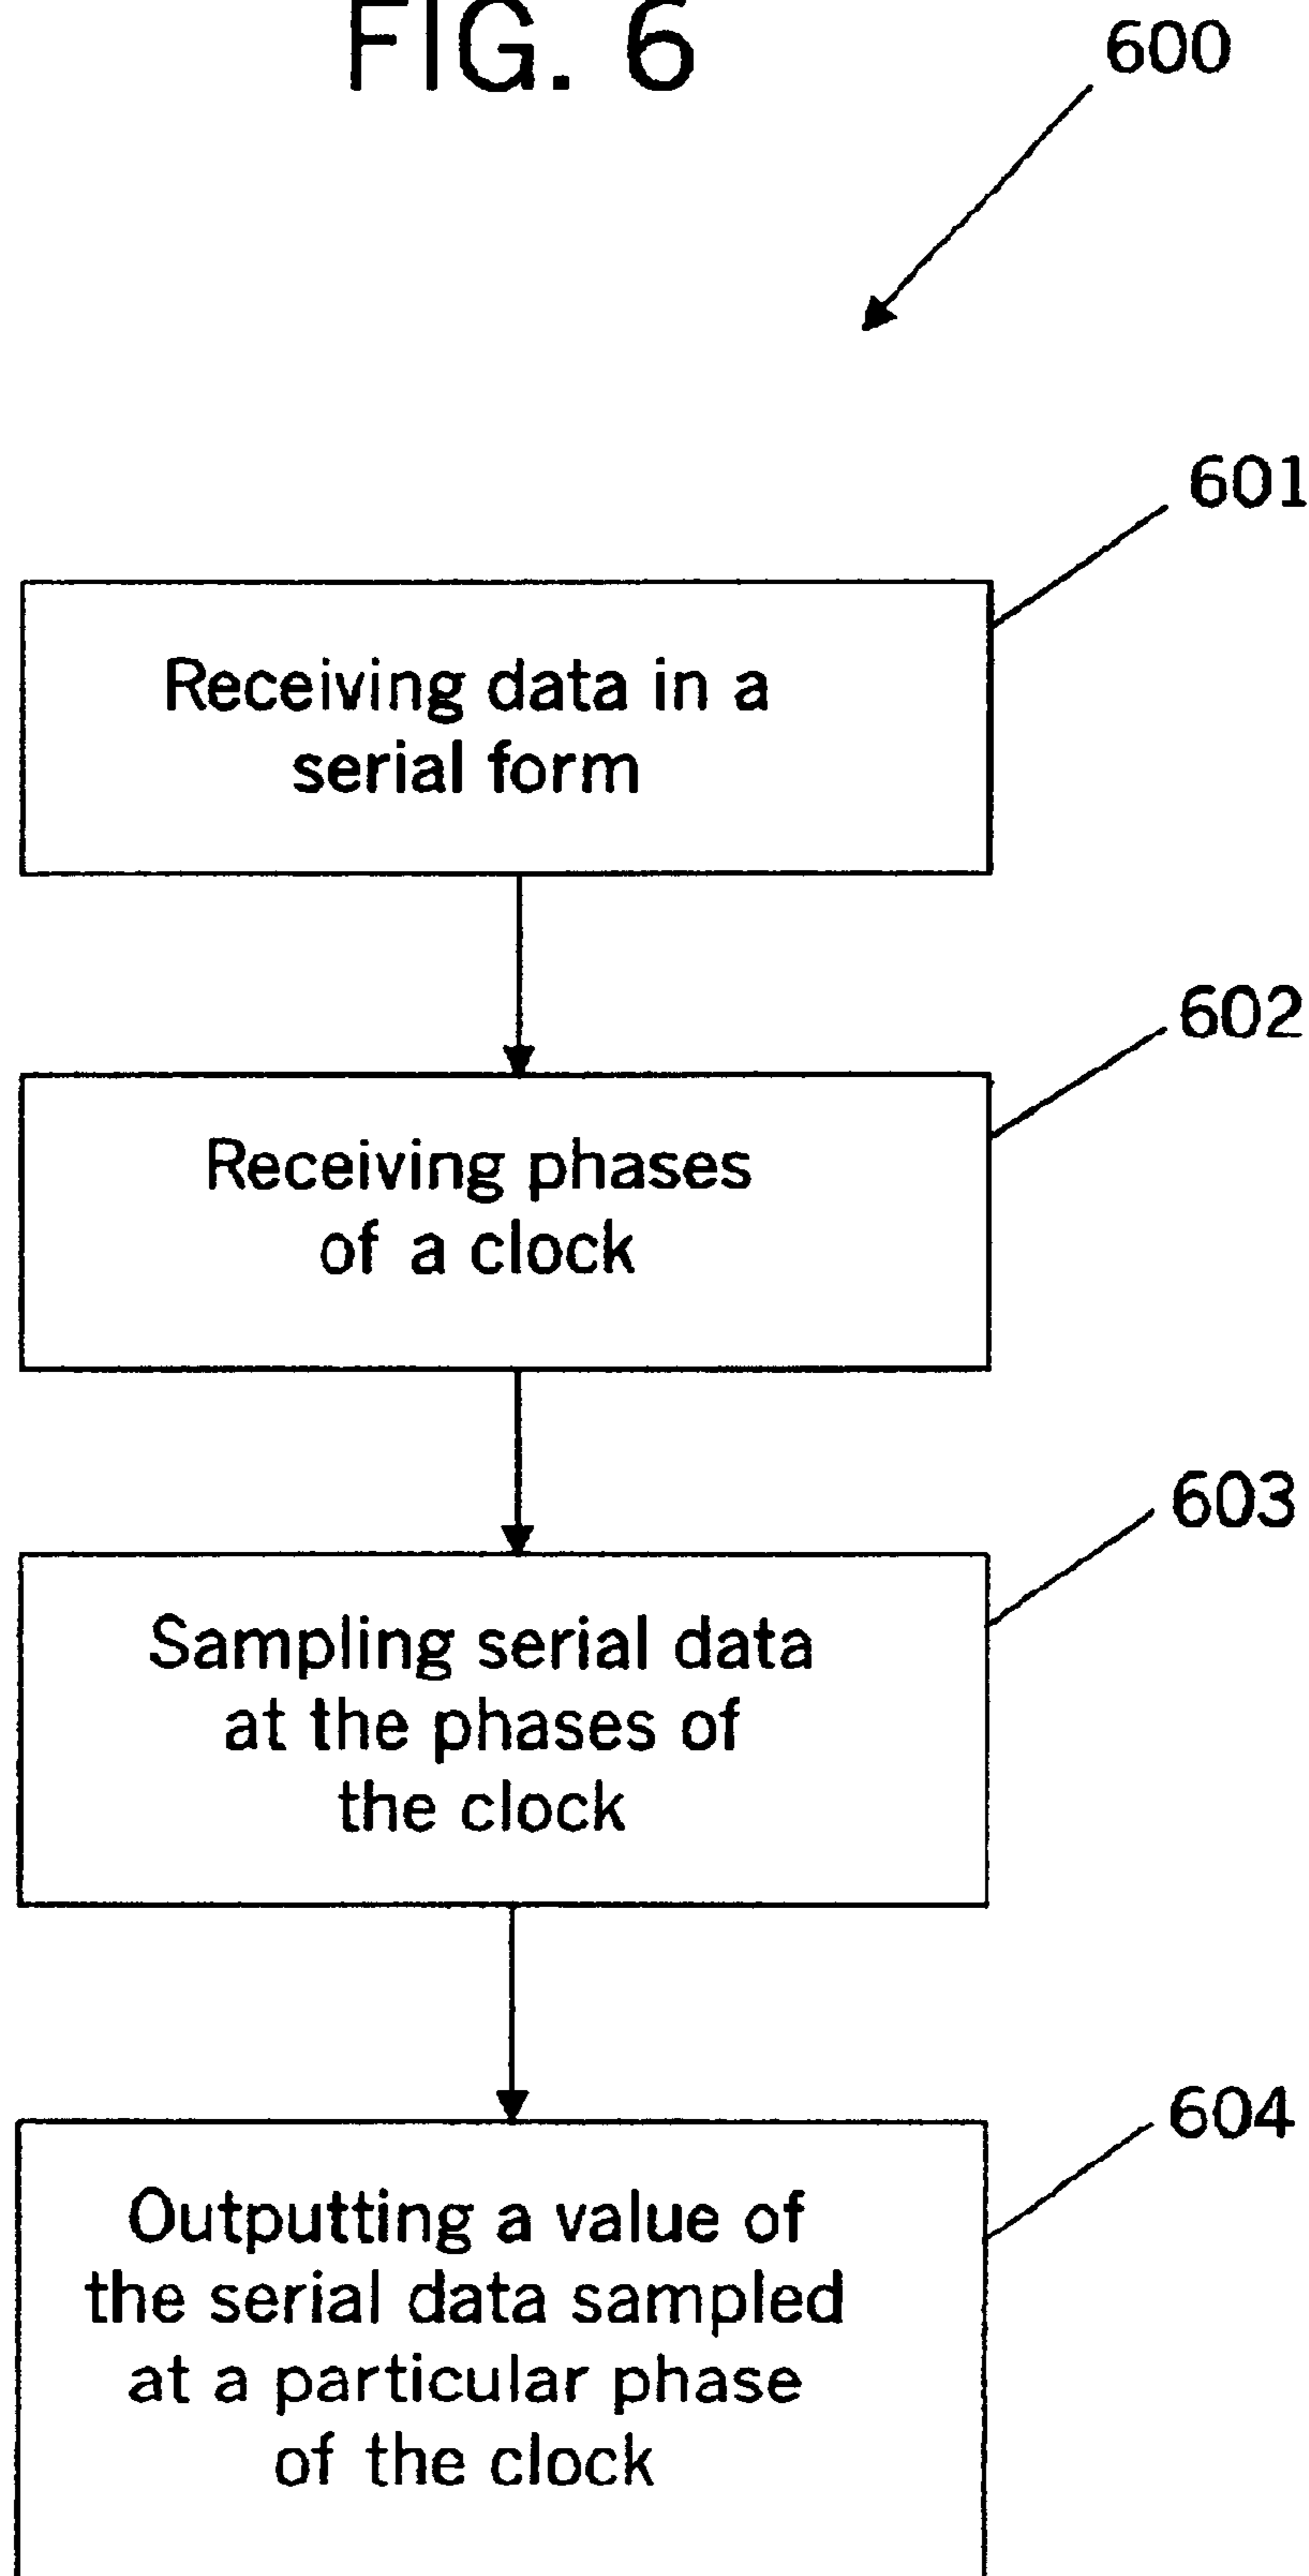 FIG. 6
600
601
Receiving data in a
serial form
602
Receiving phases
of a clock
603
Sampling serial data
at the phases of
the clock
604
Outputting a value of
the serial data sampled
at a particular phase
of the clock